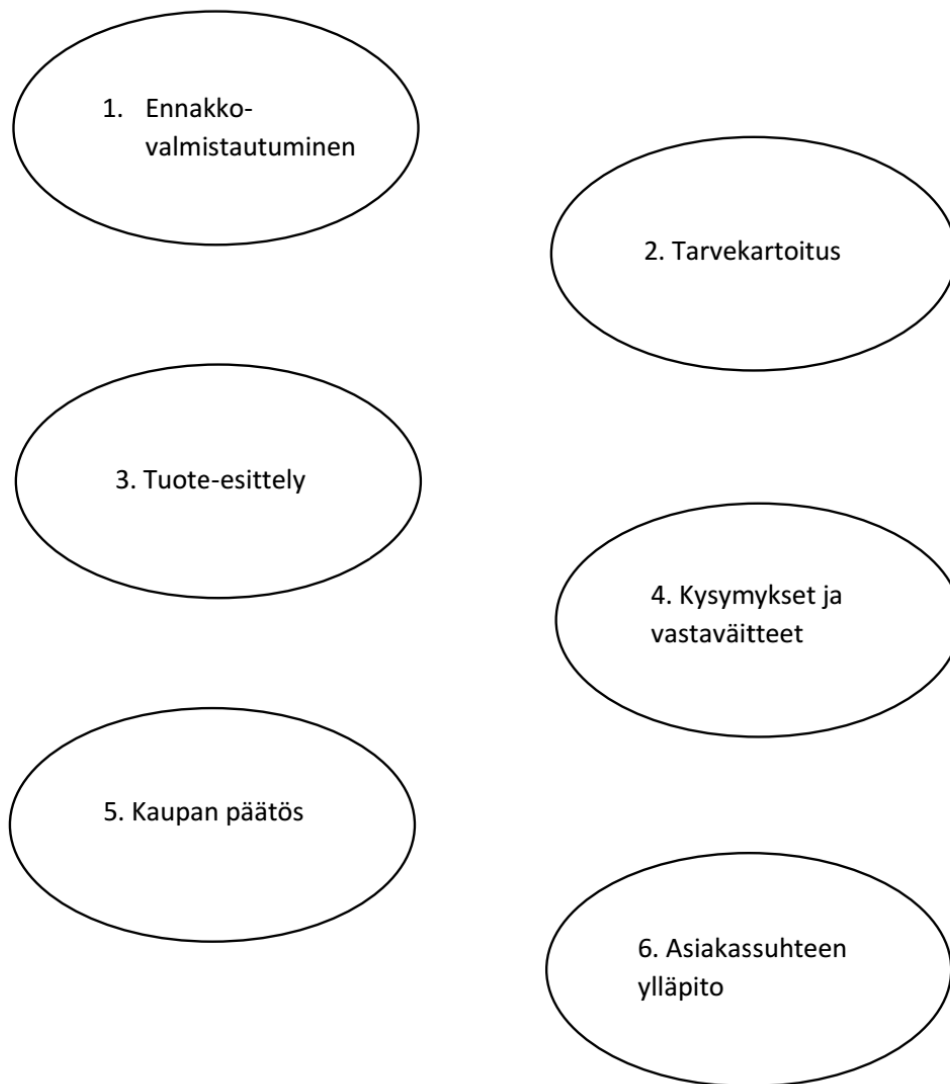 1. Ennakko-
valmistautuminen
2. Tarvekartoitus
3. Tuote-esittely
4. Kysymykset ja
vastaväitteet
5. Kaupan päätös
6. Asiakassuhteen
ylläpito